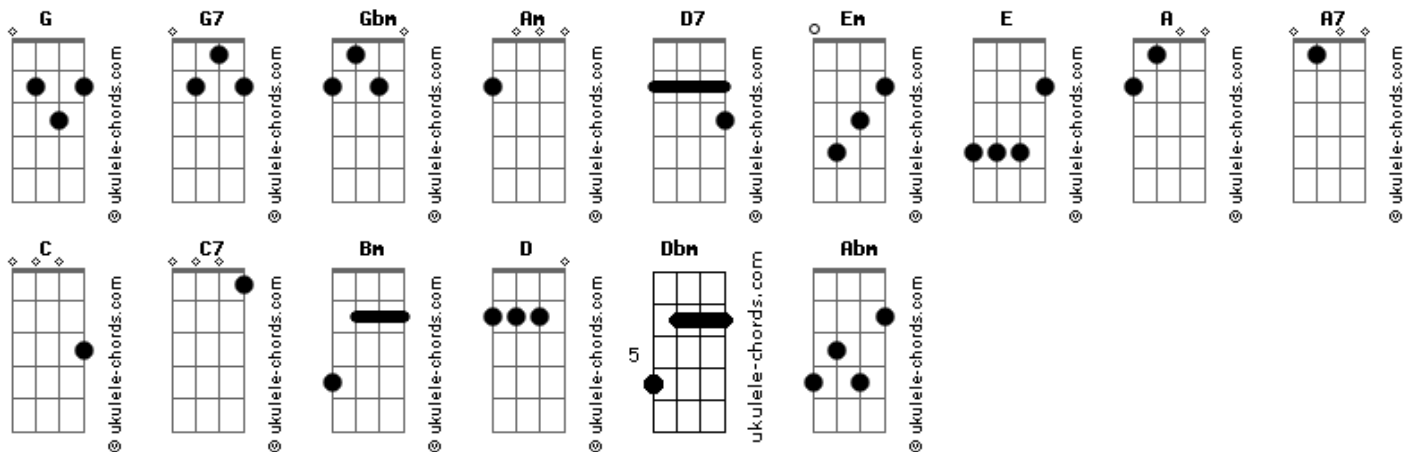 G G7 Gbm Am D7 Em E A A7
© ukulele-chords.com © ukulele-chords.com © ukulele-chords.com © ukulele-chords.com © ukulele-chords.com © ukulele-chords.com © ukulele-chords.com © ukulele-chords.com © ukulele-chords.com
C C7 Bm D Dbm Abm
5
© ukulele-chords.com © ukulele-chords.com © ukulele-chords.com © ukulele-chords.com ukulele-chords.com © ukulele-chords.com